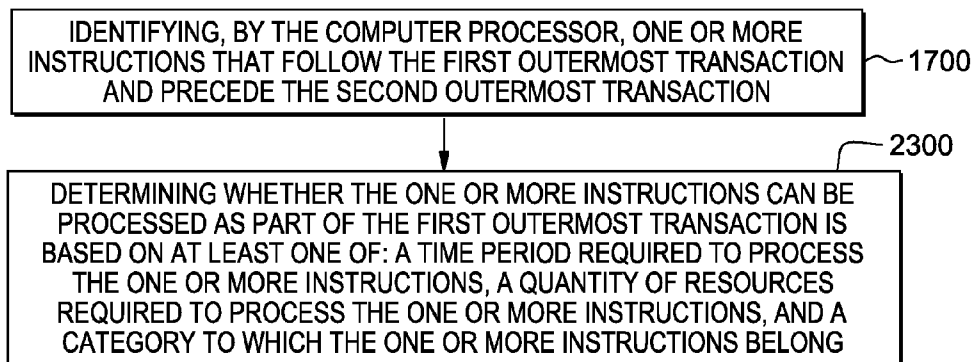 IDENTIFYING, BY THE COMPUTER PROCESSOR, ONE OR MORE
INSTRUCTIONS THAT FOLLOW THE FIRST OUTERMOST TRANSACTION
AND PRECEDE THE SECOND OUTERMOST TRANSACTION
1700
2300
DETERMINING WHETHER THE ONE OR MORE INSTRUCTIONS CAN BE
PROCESSED AS PART OF THE FIRST OUTERMOST TRANSACTION IS
BASED ON AT LEAST ONE OF: A TIME PERIOD REQUIRED TO PROCESS
THE ONE OR MORE INSTRUCTIONS, A QUANTITY OF RESOURCES
REQUIRED TO PROCESS THE ONE OR MORE INSTRUCTIONS, AND A
CATEGORY TO WHICH THE ONE OR MORE INSTRUCTIONS BELONG